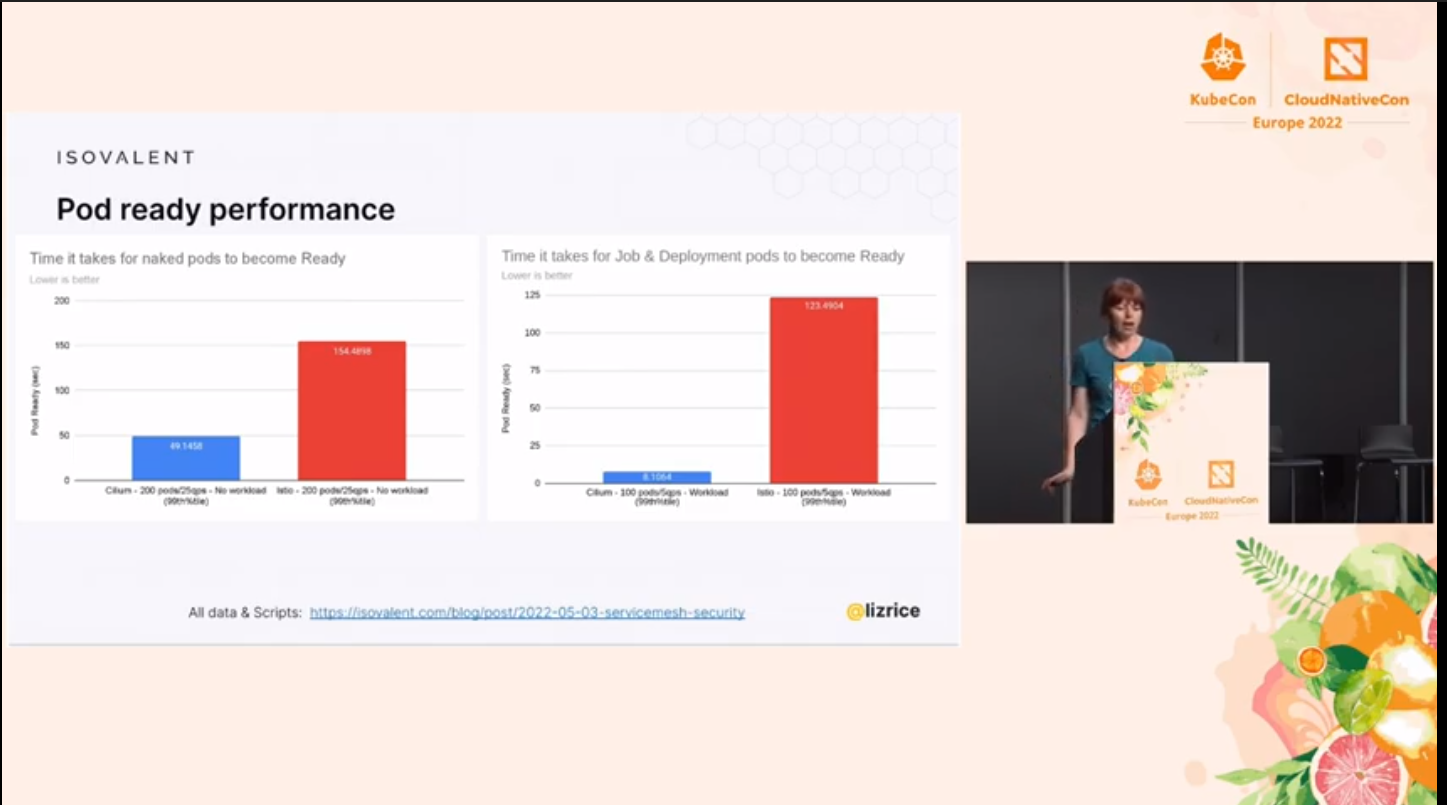 KubeCon
CloudNativeCon
Europe 2022
ISOVALENT
Pod ready performance
Time it takes for naked pods to become Ready
Lower is better
Pod Ready (sec)
200
150
100
50
0
49.1458
154.4898
Cilium - 200 pods/25qps - No workload
(99th%tile)
Istio - 200 pods/25qps - No workload
(99th%tile)
Time it takes for Job & Deployment pods to become Ready
Lower is better
Pod Ready (sec)
125
100
75
50
25
0
8.1064
123.4904
Cilium - 100 pods/5qps - Workload
(99th%tile)
Istio - 100 pods/5qps - Workload
(99th%tile)
All data & Scripts: https://isovalent.com/blog/post/2022-05-03-servicemesh-security
@lizrice
KubeCon
CloudNativeCon
Europe 2022